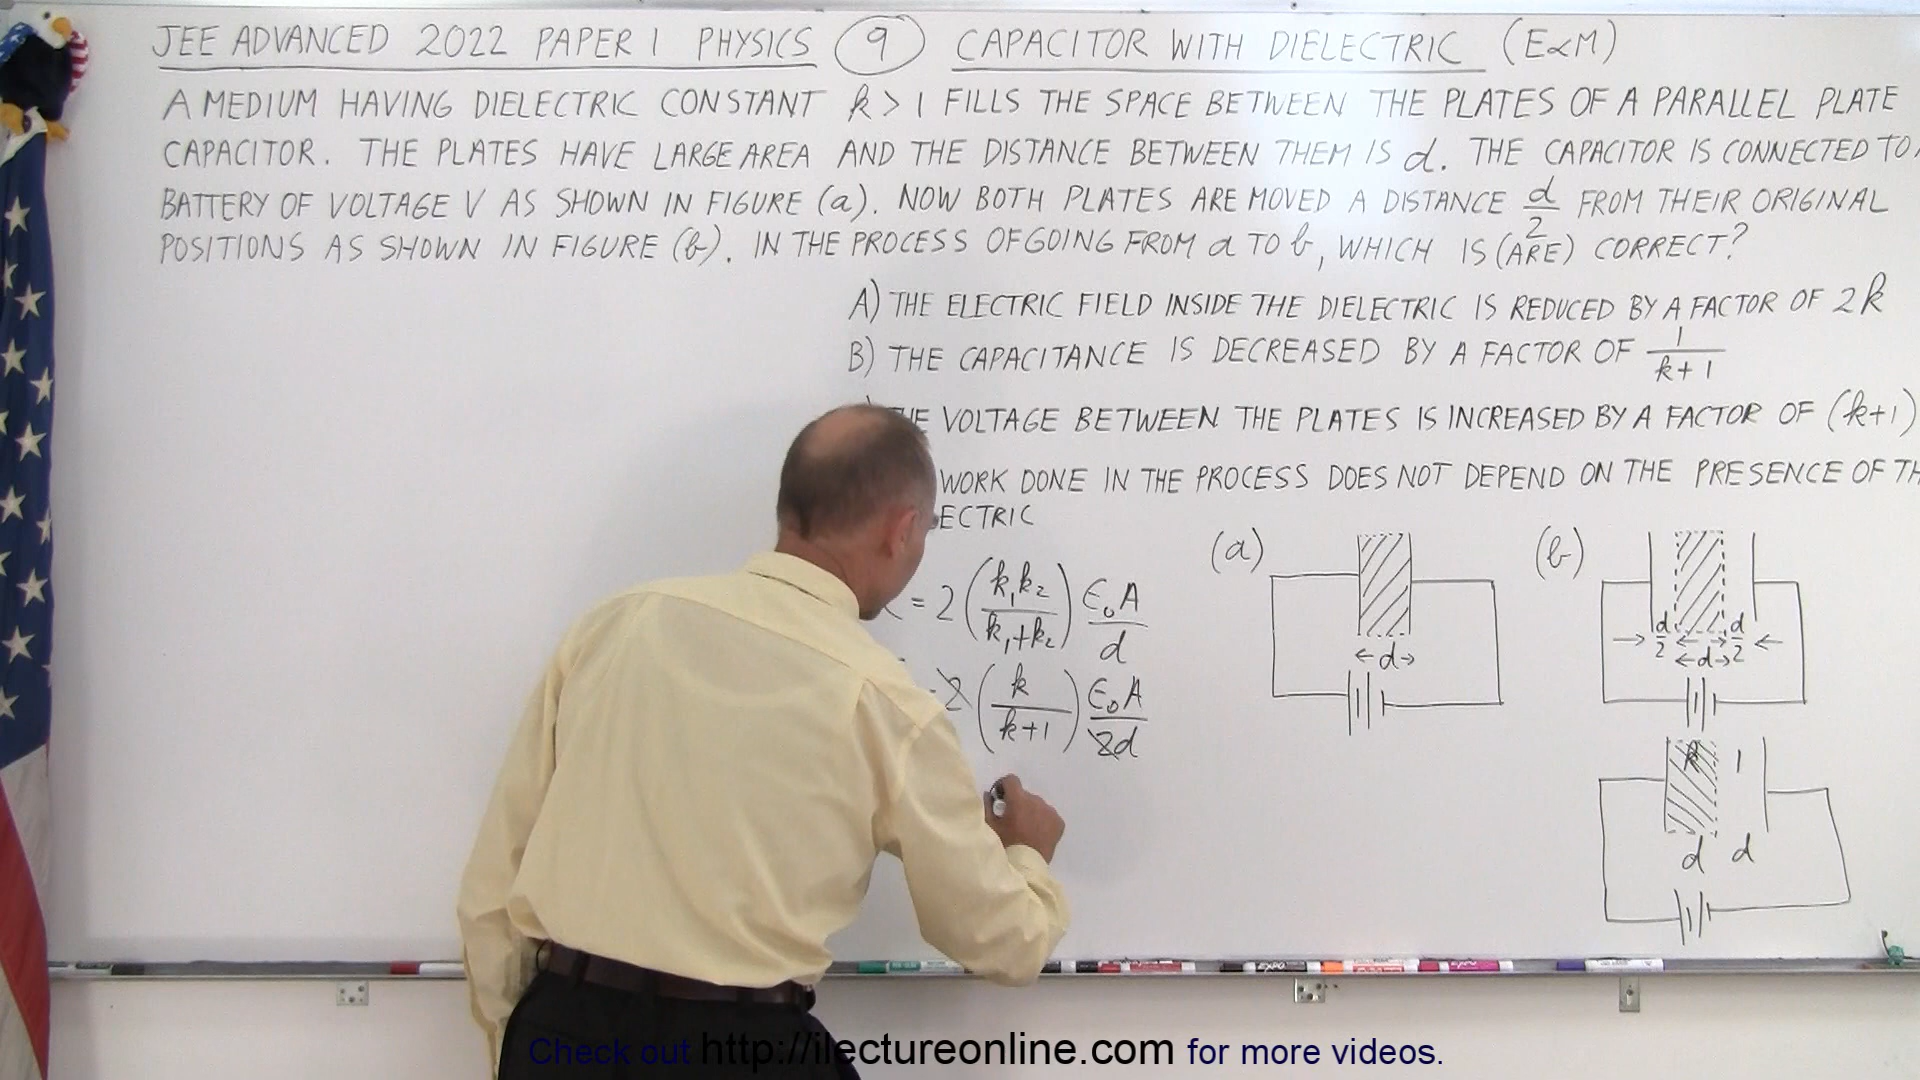 JEE ADVANCED 2022 PAPER 1 PHYSICS 9 CAPACITOR WITH DIELECTRIC (E&M)
A MEDIUM HAVING DIELECTRIC CONSTANT k > 1 FILLS THE SPACE BETWEEN THE PLATES OF A PARALLEL PLATE
CAPACITOR. THE PLATES HAVE LARGE AREA AND THE DISTANCE BETWEEN THEM IS d. THE CAPACITOR IS CONNECTED TO
BATTERY OF VOLTAGE V AS SHOWN IN FIGURE (a). NOW BOTH PLATES ARE MOVED A DISTANCE d/2 FROM THEIR ORIGINAL
POSITIONS AS SHOWN IN FIGURE (b). IN THE PROCESS OF GOING FROM a TO b, WHICH IS (ARE) CORRECT?
A) THE ELECTRIC FIELD INSIDE THE DIELECTRIC IS REDUCED BY A FACTOR OF 2k
B) THE CAPACITANCE IS DECREASED BY A FACTOR OF 1/(k+1)
VOLTAGE BETWEEN THE PLATES IS INCREASED BY A FACTOR OF (k+1)
WORK DONE IN THE PROCESS DOES NOT DEPEND ON THE PRESENCE OF TH
ECTRIC
= 2 (k₁k₂/(k₁+k₂)) ε₀A/d
= 2 (k/(k+1)) ε₀A/2d
(a)
←d→
(b)
→ d/2 ← → d/2 ←
←d→
k 1
d d
Check out http://ilectureonline.com for more videos.